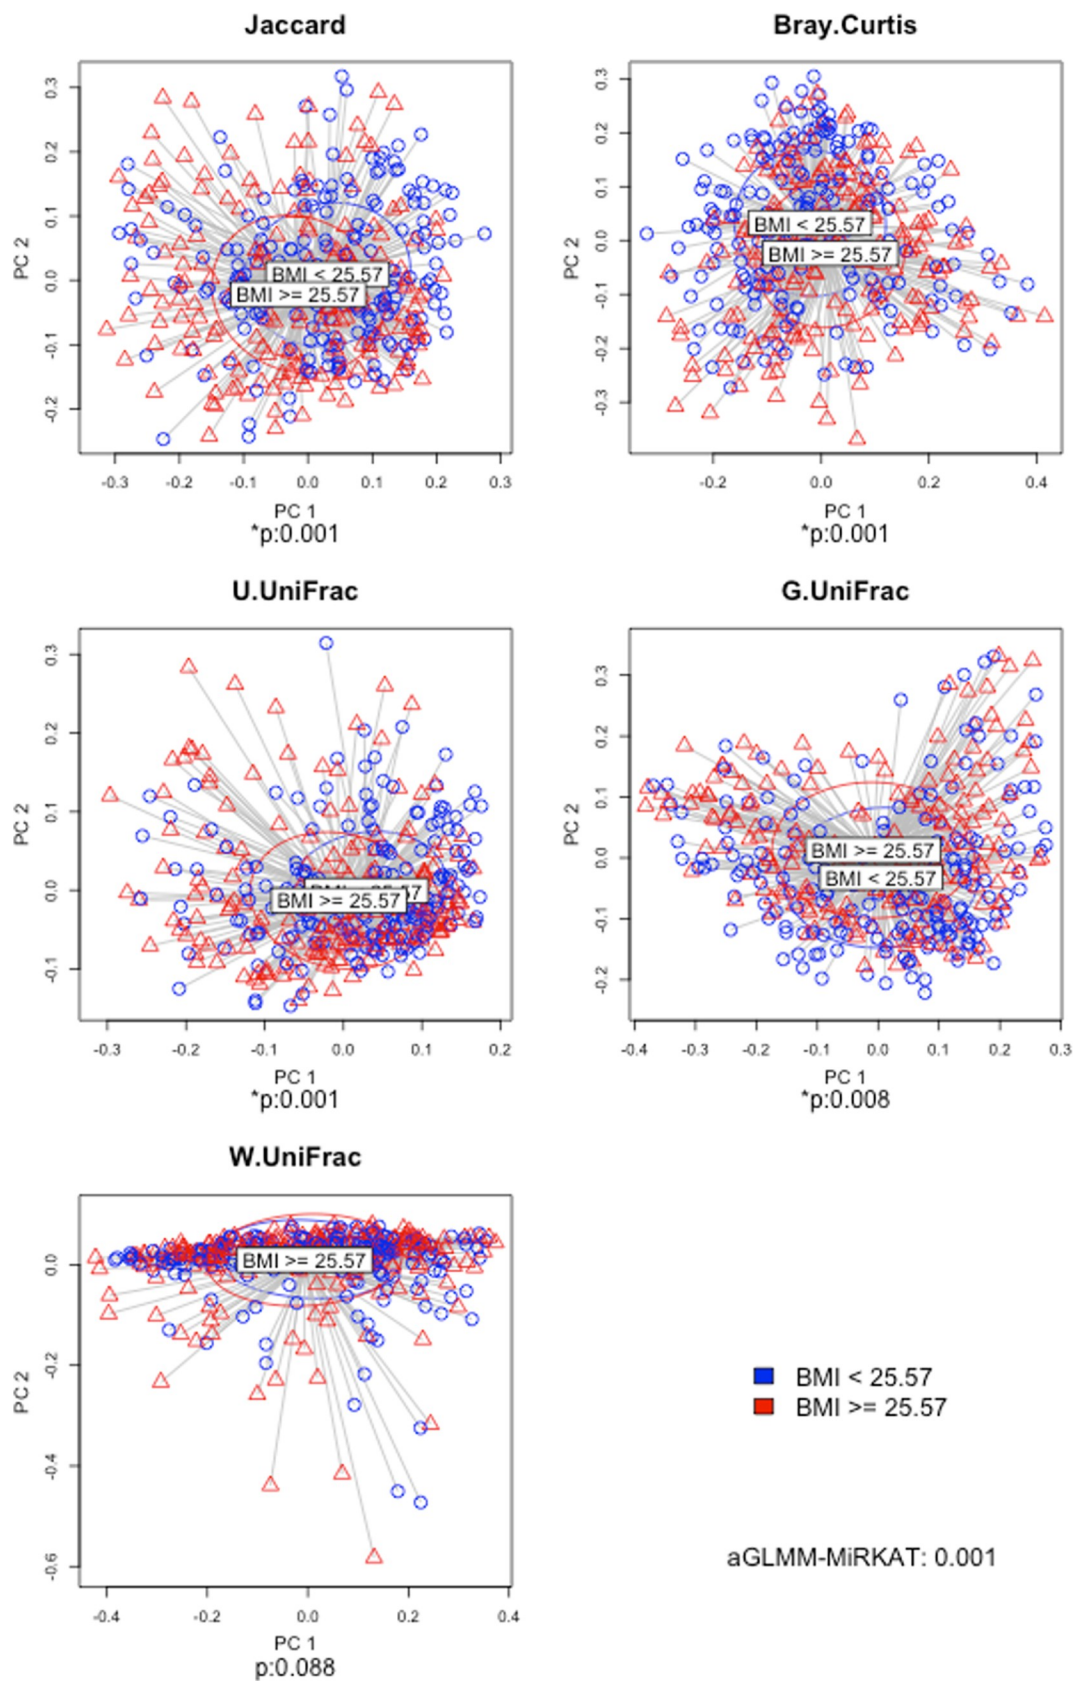 Jaccard
PC 2
0.3
0.2
0.1
0.0
-0.1
-0.2
BMI < 25.57
BMI >= 25.57
-0.3 -0.2 -0.1 0.0 0.1 0.2 0.3
PC 1
*p:0.001
Bray.Curtis
PC 2
0.3
0.2
0.1
0.0
-0.1
-0.2
-0.3
BMI < 25.57
BMI >= 25.57
-0.2 0.0 0.2 0.4
PC 1
*p:0.001
U.UniFrac
PC 2
0.3
0.2
0.1
0.0
-0.1
BMI >= 25.57
-0.3 -0.2 -0.1 0.0 0.1 0.2
PC 1
*p:0.001
G.UniFrac
PC 2
0.3
0.2
0.1
0.0
-0.1
-0.2
BMI >= 25.57
BMI < 25.57
-0.4 -0.3 -0.2 -0.1 0.0 0.1 0.2 0.3
PC 1
*p:0.008
W.UniFrac
PC 2
0.0
-0.2
-0.4
-0.6
BMI >= 25.57
-0.4 -0.2 0.0 0.2 0.4
PC 1
p:0.088
BMI < 25.57
BMI >= 25.57
aGLMM-MiRKAT: 0.001